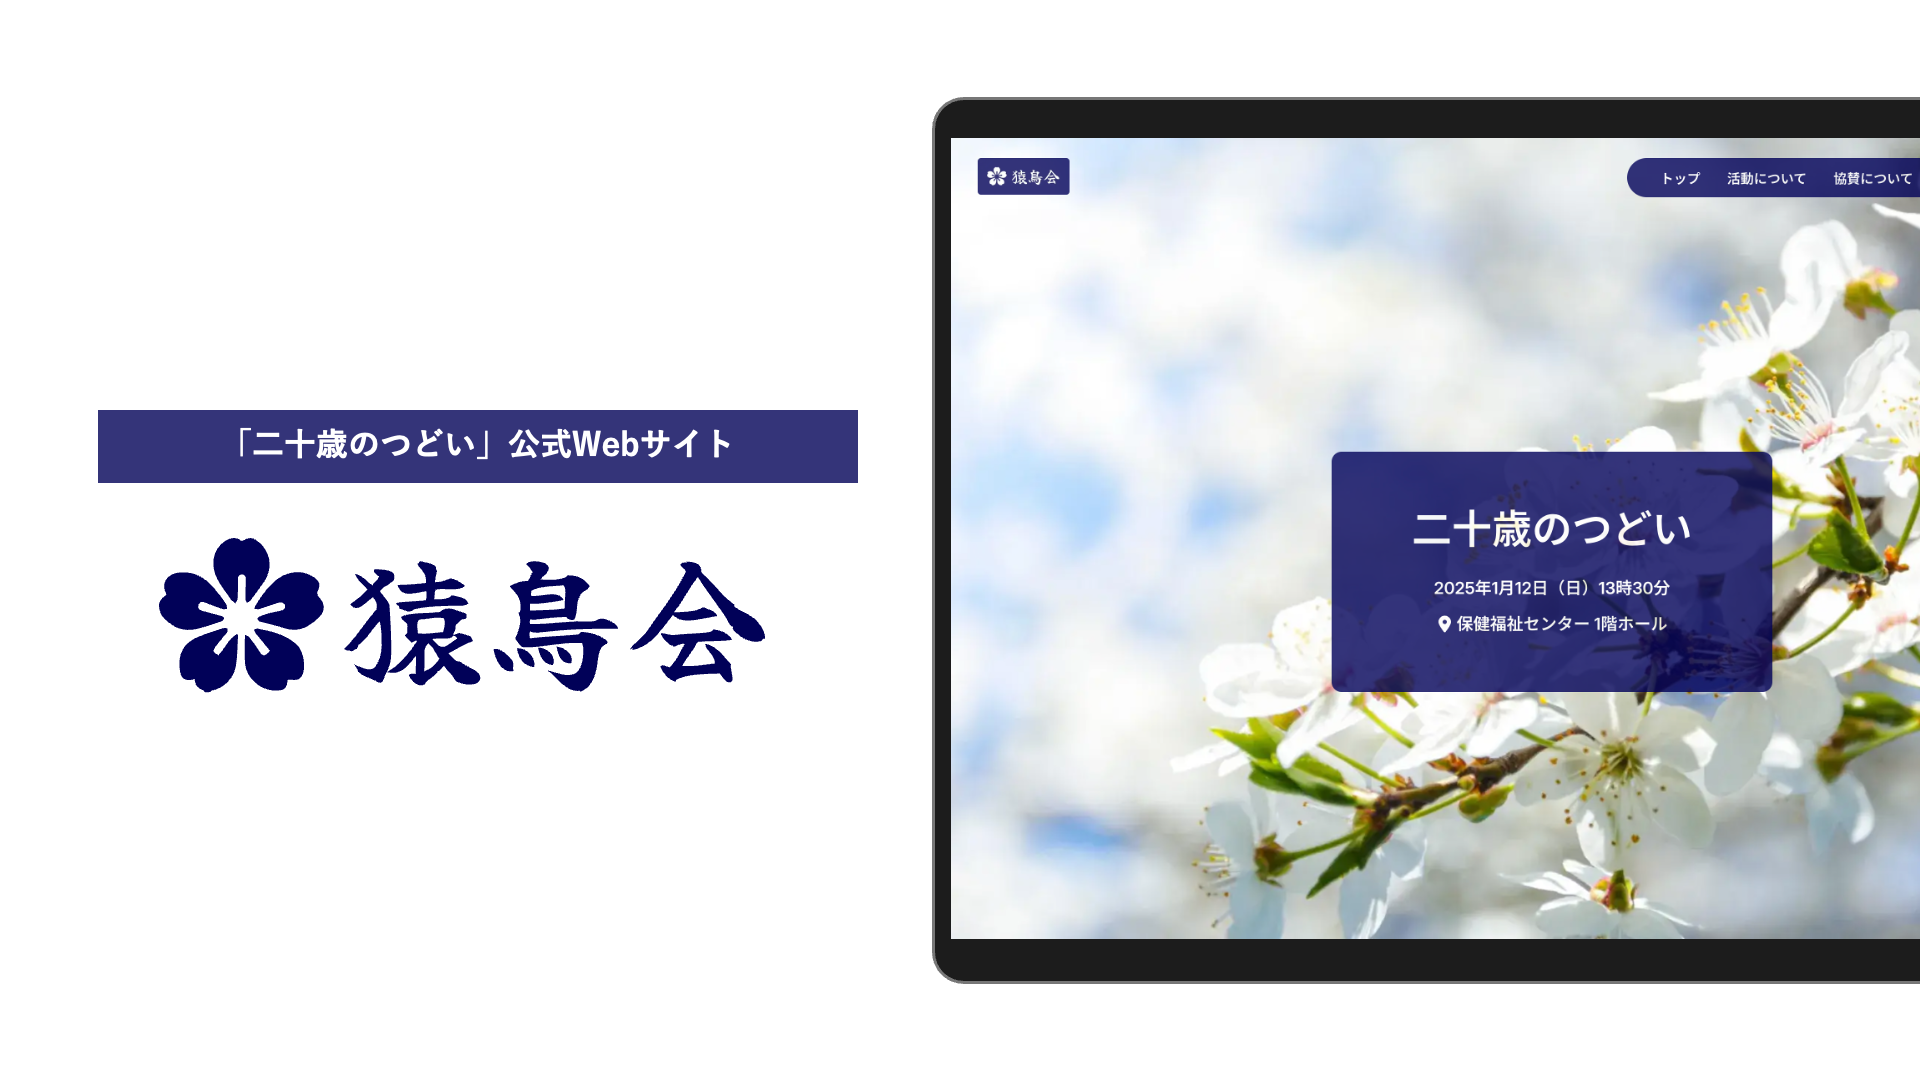 「二十歳のつどい」公式Webサイト
猿鳥会
猿鳥会
トップ 活動について 協賛について
二十歳のつどい
2025年1月12日（日）13時30分
保健福祉センター 1階ホール